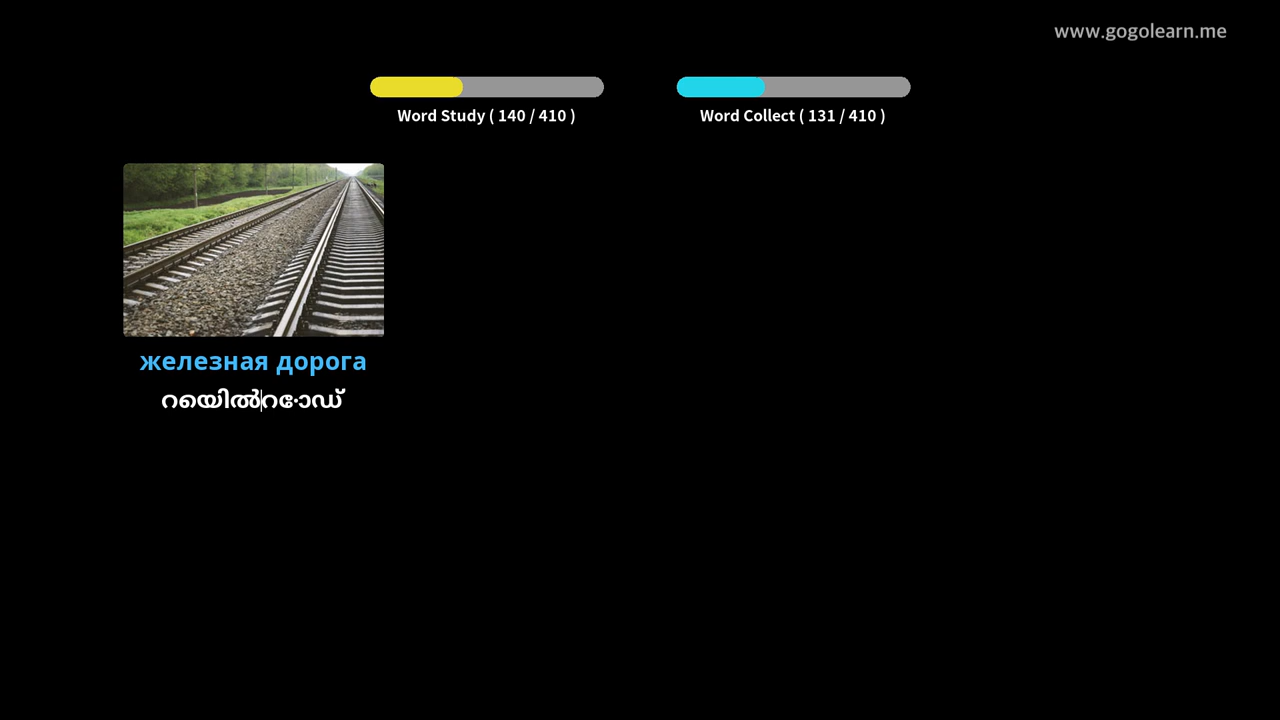 www.gogolearn.me
Word Study ( 140 / 410 )
Word Collect ( 131 / 410 )
железная дорога
റയിൽ‌റോഡ്